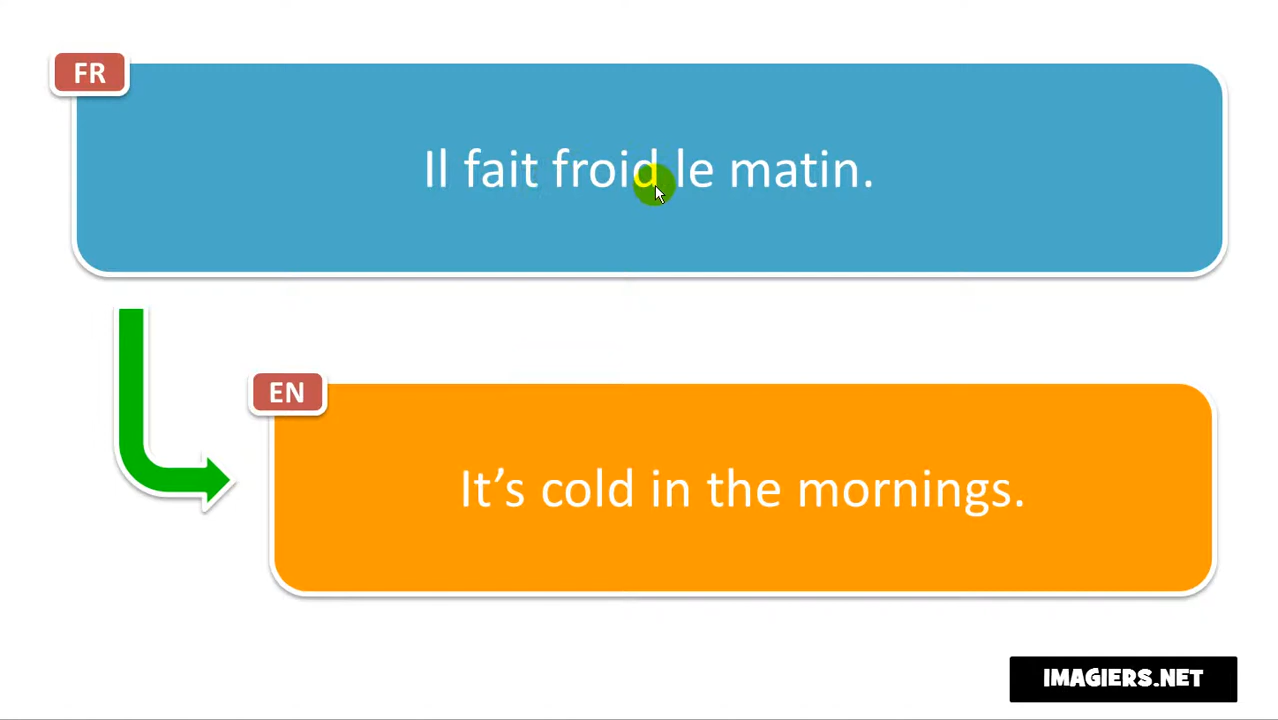 FR
Il fait froid le matin.
EN
It’s cold in the mornings.
IMAGIERS.NET